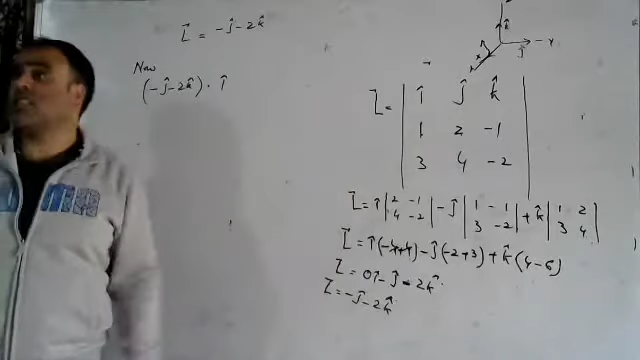 L⃗ = -ĵ-2k̂
Now
(-ĵ-2k̂)·î
k̂
ĵ
L⃗ = | î ĵ k̂ |
| 1 2 -1 |
| 3 4 -2 |
L⃗ = î |2 -1| - ĵ |1 -1| + k̂ |1 2|
|4 -2| |3 -2| |3 4|
L⃗ = î(-4+4) - ĵ(-2+3) + k̂(4-6)
L⃗ = 0î - ĵ - 2k̂
L⃗ = -ĵ-2k̂